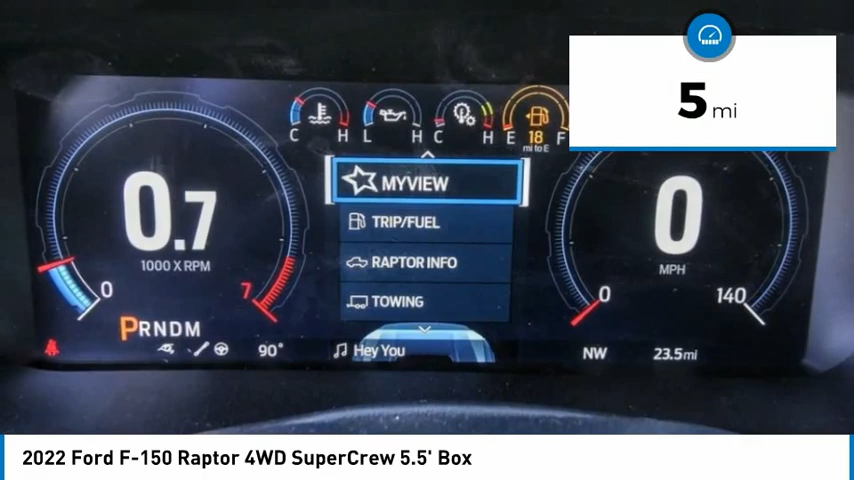 5 mi
C H L H C H E 18 F
mi to E
MYVIEW
0.7
TRIP/FUEL
0
1000 X RPM
RAPTOR INFO
MPH
0 7
TOWING
0 140
PRNDM
90° Hey You NW 23.5mi
2022 Ford F-150 Raptor 4WD SuperCrew 5.5' Box